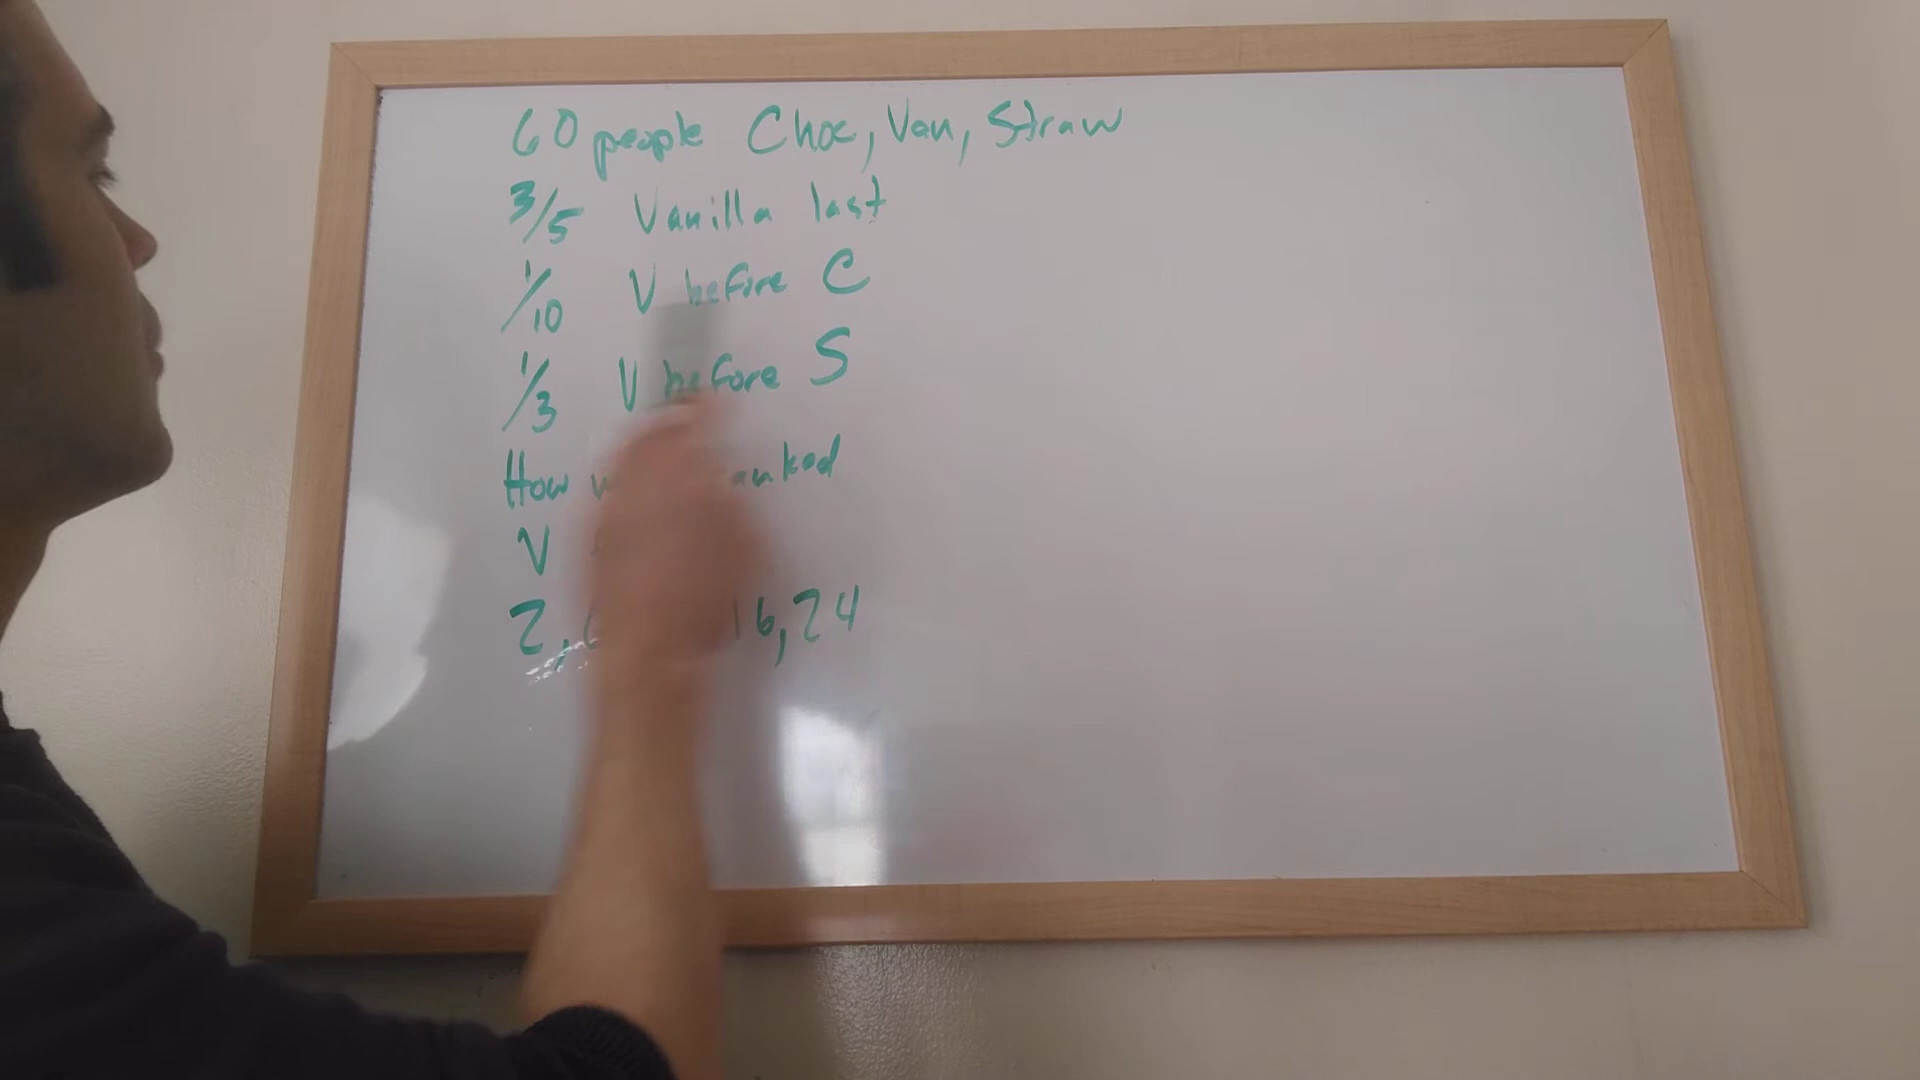 60 people Choc, Van, Straw
3/5 Vanilla last
1/10 V before C
1/3 V before S
How
V
2, 16, 24